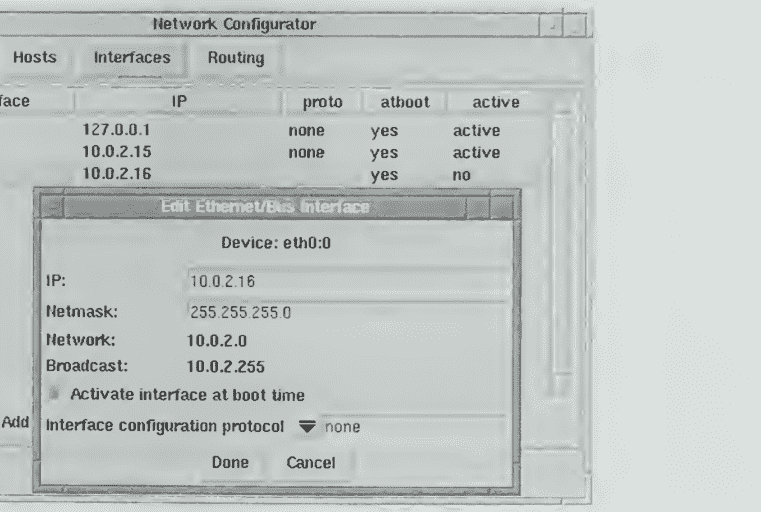 Network Configurator
Hosts Interfaces Routing
face IP proto atboot active
127.0.0.1 none yes active
10.0.2.15 none yes active
10.0.2.16 yes no
Edit Ethernet/Bus Interface
Device: eth0:0
IP: 10.0.2.16
Netmask: 255.255.255.0
Network: 10.0.2.0
Broadcast: 10.0.2.255
Activate interface at boot time
Add
Interface configuration protocol none
Done Cancel